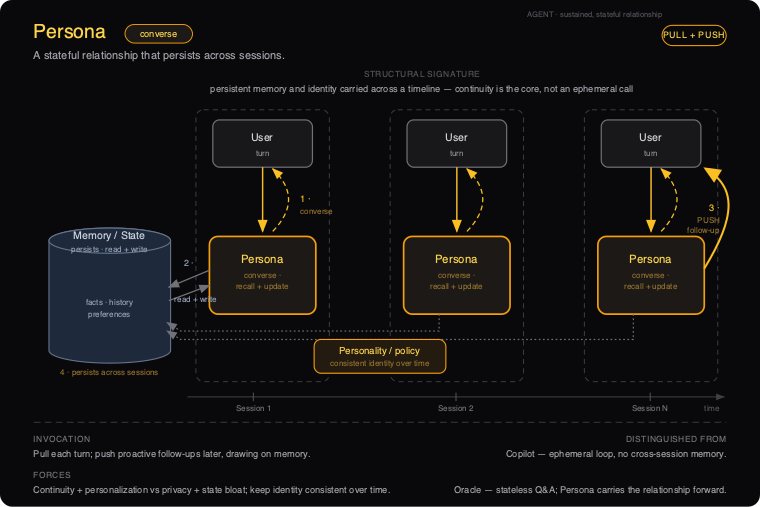 AGENT · sustained, stateful relationship
Persona
converse
PULL + PUSH
A stateful relationship that persists across sessions.
STRUCTURAL SIGNATURE
persistent memory and identity carried across a timeline — continuity is the core, not an ephemeral call
User
turn
User
turn
User
turn
1 ·
converse
3 ·
PUSH
follow-up
Memory / State
persists · read + write
facts · history
preferences
2 ·
read + write
Persona
converse ·
recall + update
Persona
converse ·
recall + update
Persona
converse ·
recall + update
Personality / policy
consistent identity over time
4 · persists across sessions
Session 1
Session 2
Session N
time
INVOCATION
Pull each turn; push proactive follow-ups later, drawing on memory.
DISTINGUISHED FROM
Copilot — ephemeral loop, no cross-session memory.
FORCES
Continuity + personalization vs privacy + state bloat; keep identity consistent over time.
Oracle — stateless Q&A; Persona carries the relationship forward.